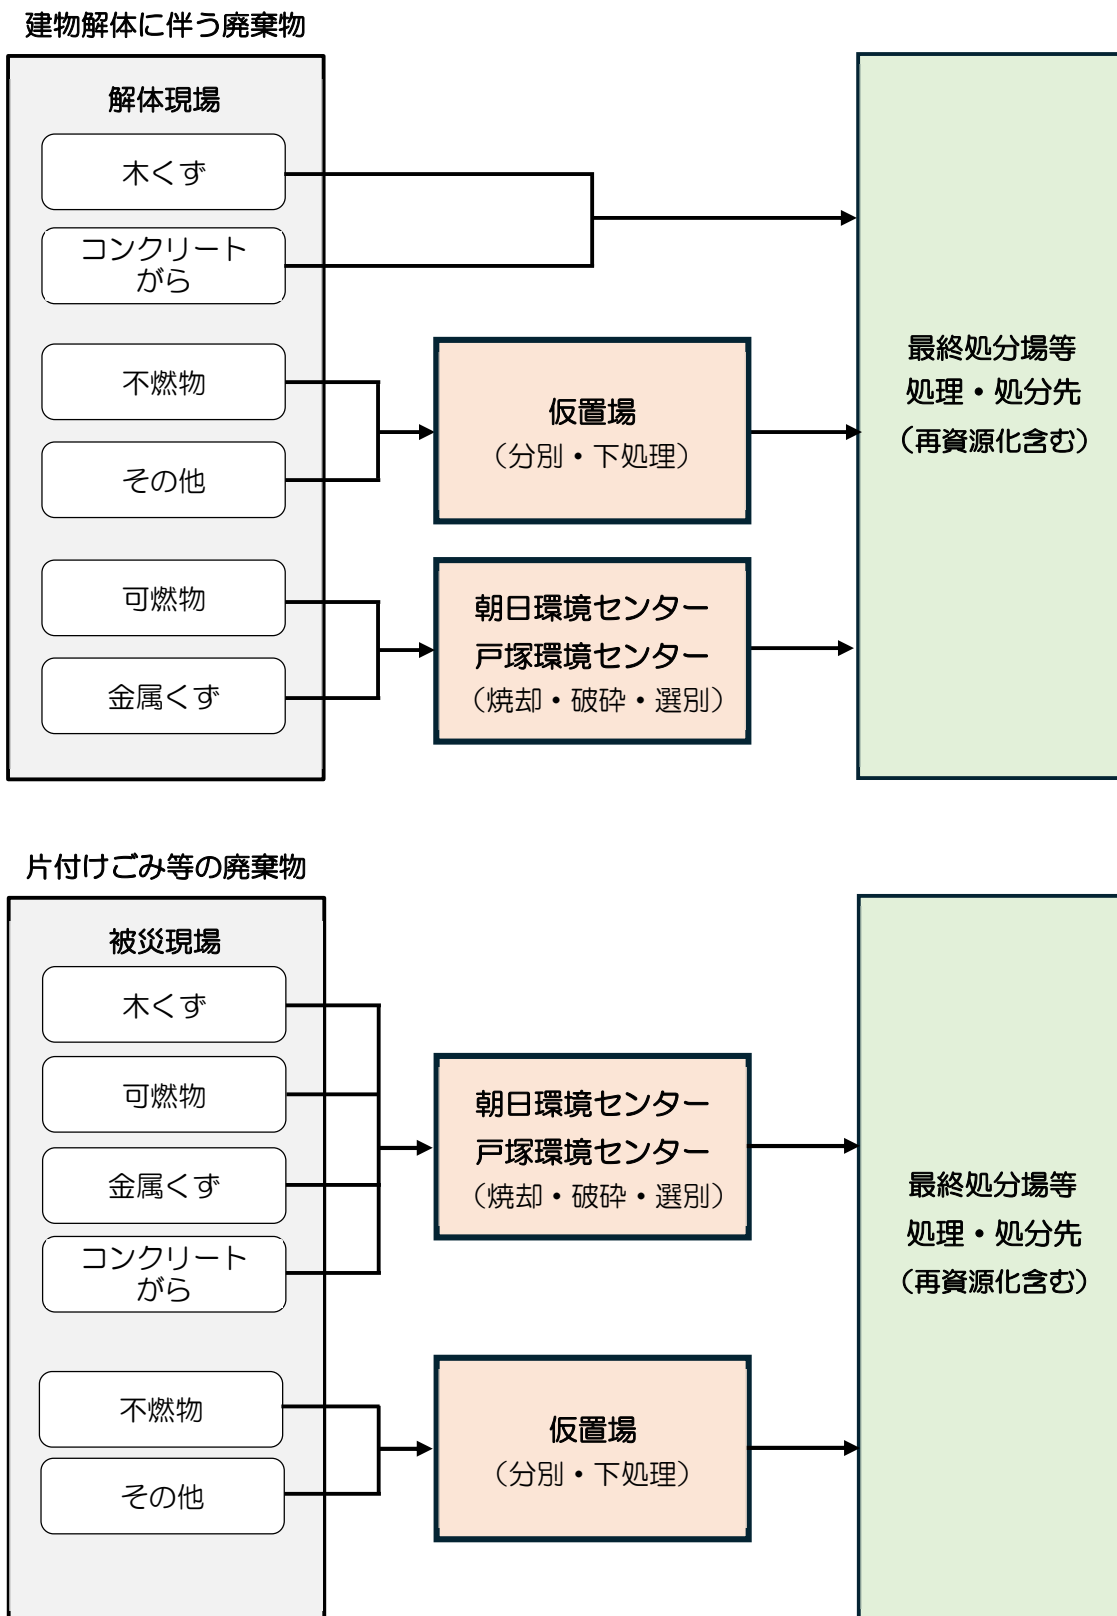 建物解体に伴う廃棄物
解体現場
木くず
コンクリート
がら
不燃物
その他
可燃物
金属くず
仮置場
（分別・下処理）
朝日環境センター
戸塚環境センター
（焼却・破砕・選別）
最終処分場等
処理・処分先
（再資源化含む）
片付けごみ等の廃棄物
被災現場
木くず
可燃物
金属くず
コンクリート
がら
不燃物
その他
朝日環境センター
戸塚環境センター
（焼却・破砕・選別）
仮置場
（分別・下処理）
最終処分場等
処理・処分先
（再資源化含む）